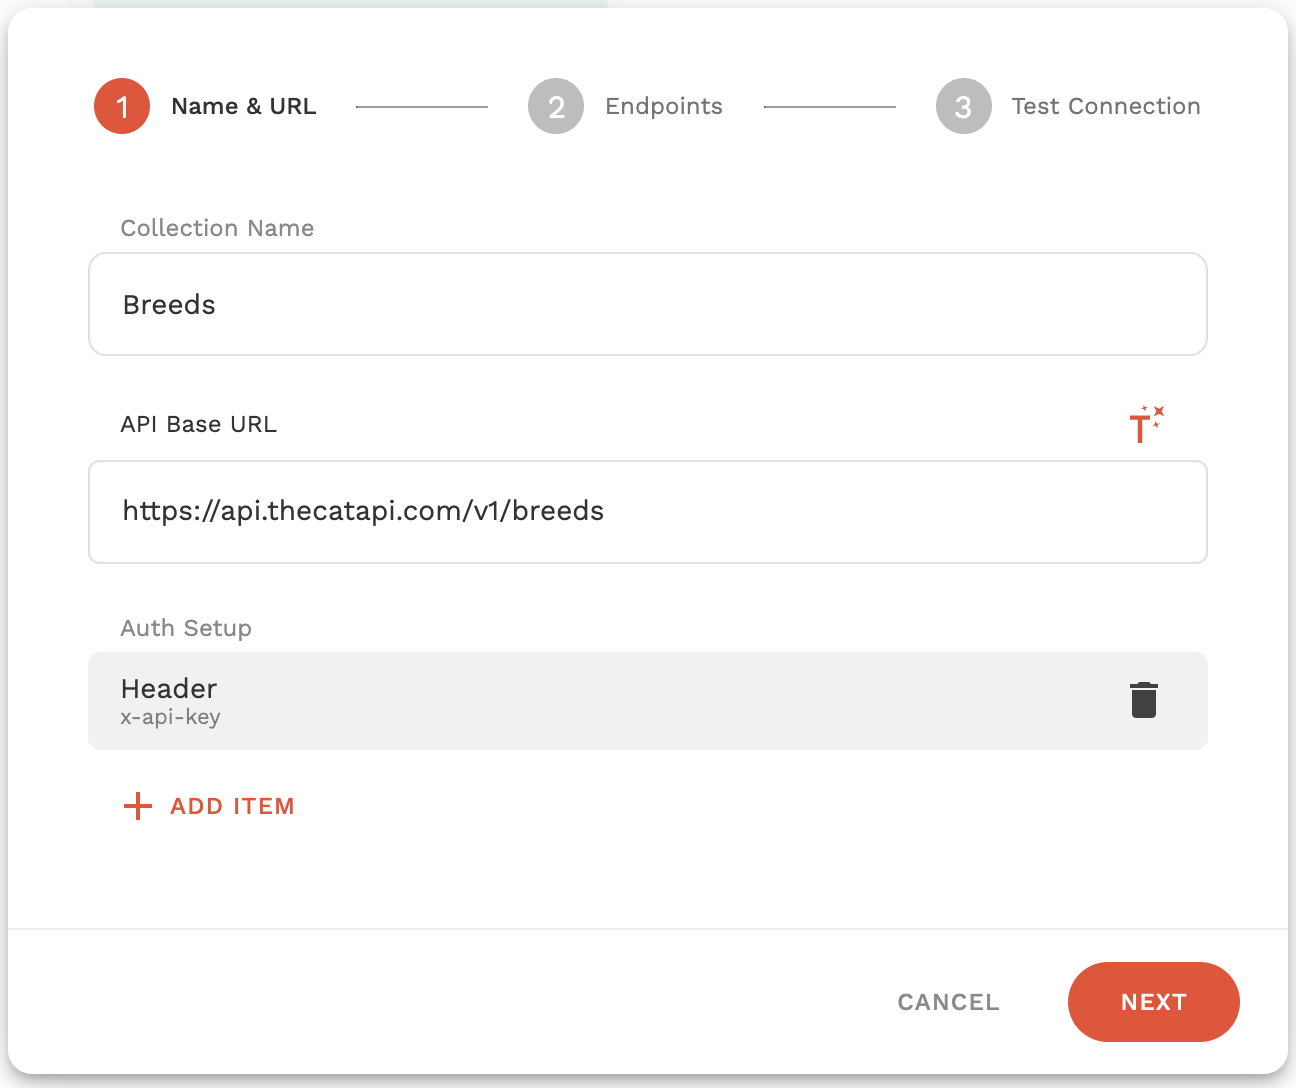 1 Name & URL 2 Endpoints 3 Test Connection
Collection Name
Breeds
API Base URL
https://api.thecatapi.com/v1/breeds
Auth Setup
Header
x-api-key
ADD ITEM
CANCEL NEXT